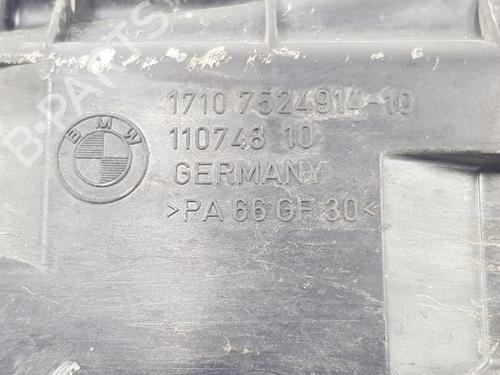 B-PARTS
BMW
1710 7524914-10
110748 10
GERMANY
>PA 66 GF 30<